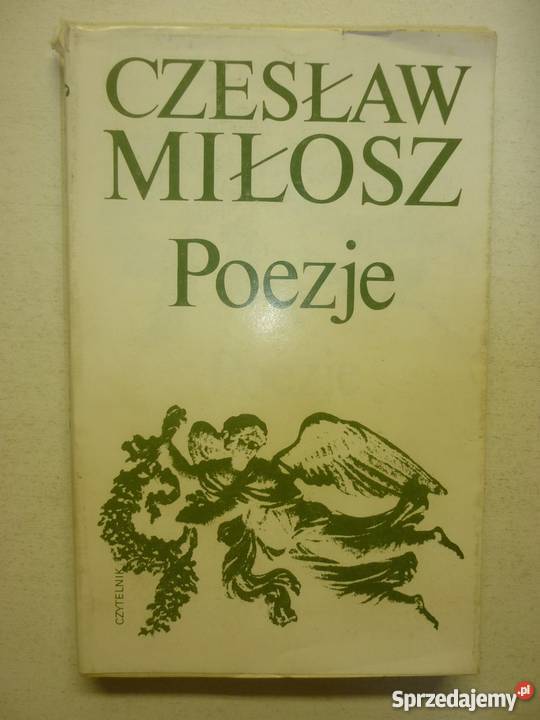 CZESŁAW
MIŁOSZ
Poezje
CZYTELNIK
Sprzedajemy.pl